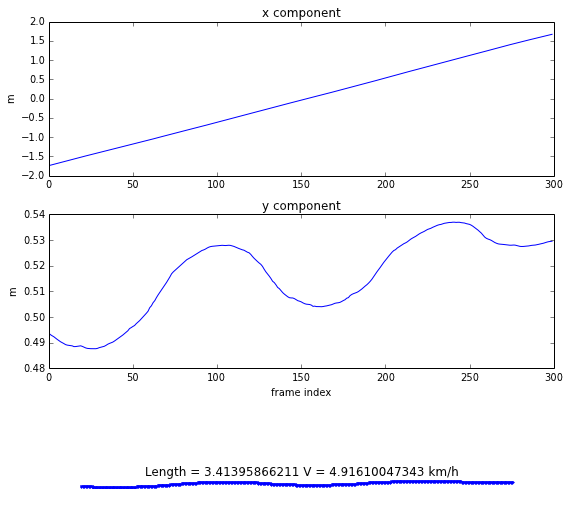 x component
2.0
1.5
1.0
0.5
0.0
−0.5
−1.0
−1.5
−2.0
m
0 50 100 150 200 250 300
y component
0.54
0.53
0.52
0.51
0.50
0.49
0.48
m
0 50 100 150 200 250 300
frame index
Length = 3.41395866211 V = 4.91610047343 km/h